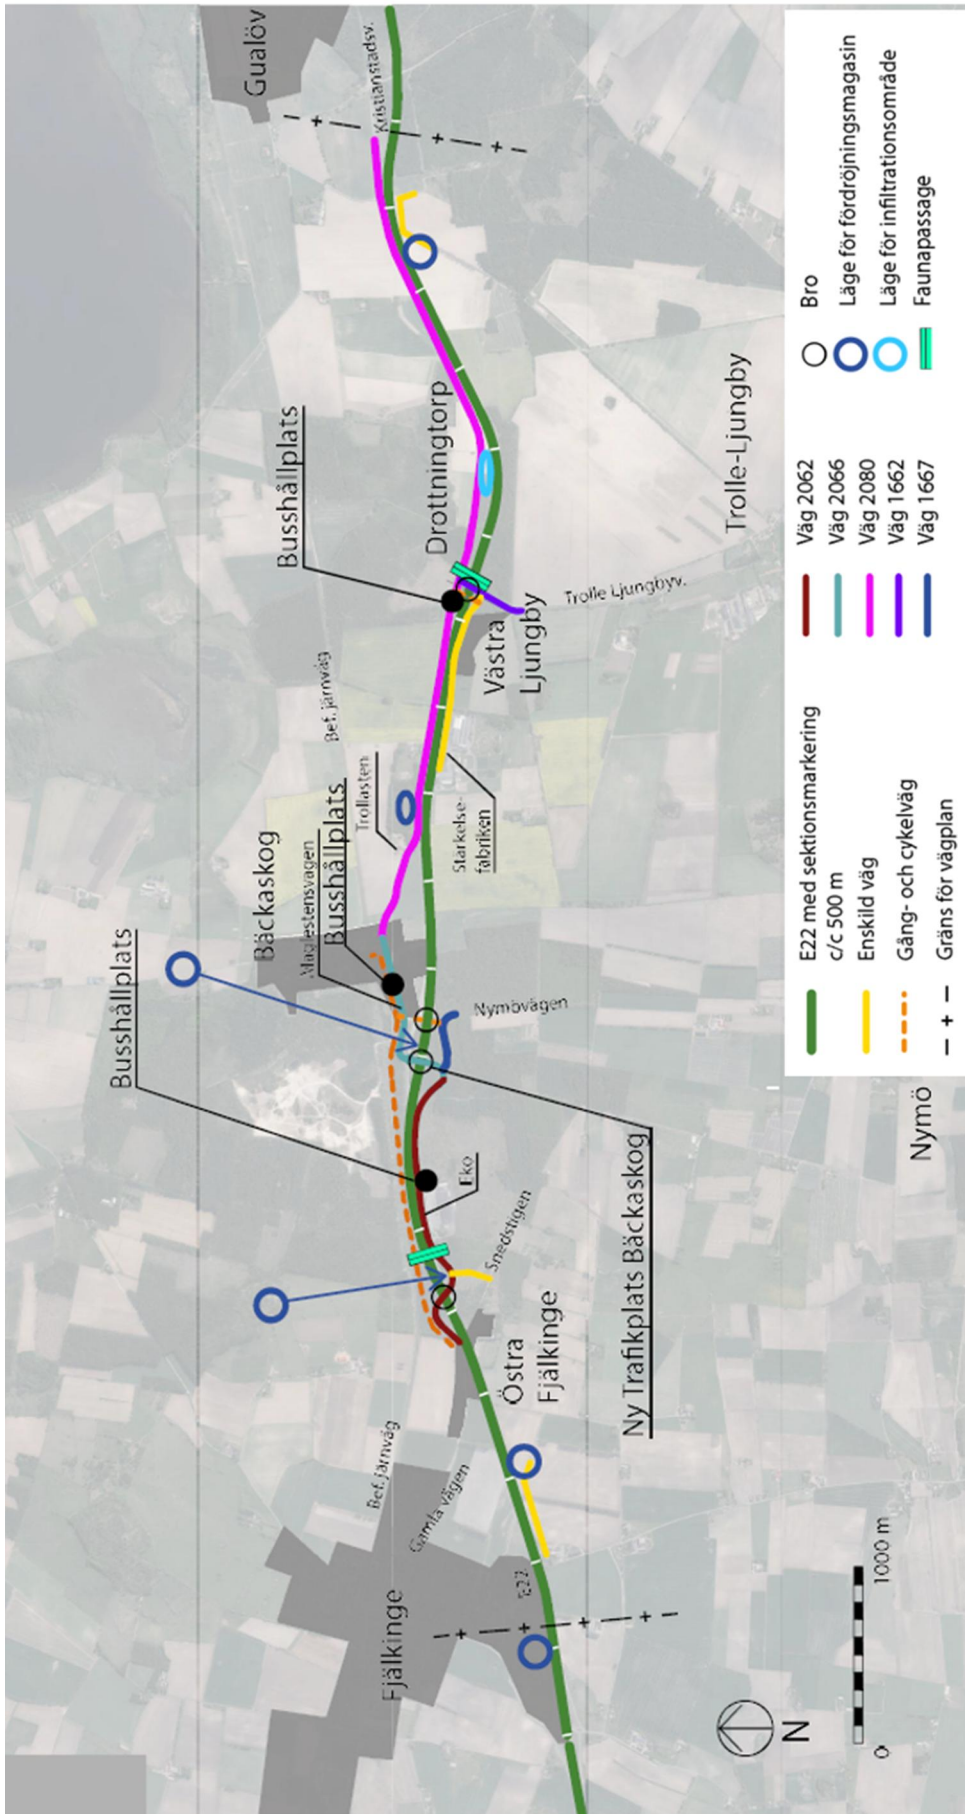 Gualöv
Kristianstadsv.
Busshållplats
Drottningtorp
Trolle-Ljungby
Trolle Ljungbyv.
Västra
Ljungby
Bef. järnväg
Trollasten
Stärkelse-
fabriken
Busshållplats
Maglestensvägen
Bäckaskog
Busshållplats
Nymövägen
Nymö
Eko
Snedstigen
Ny Trafikplats Bäckaskog
Östra
Fjälkinge
Bef. järnväg
Gamla vägen
E22
Fjälkinge
N
0
1000 m
E22 med sektionsmarkering
c/c 500 m
Enskild väg
Gång- och cykelväg
Gräns för vägplan
Väg 2062
Väg 2066
Väg 2080
Väg 1662
Väg 1667
Bro
Läge för fördröjningsmagasin
Läge för infiltrationsområde
Faunapassage